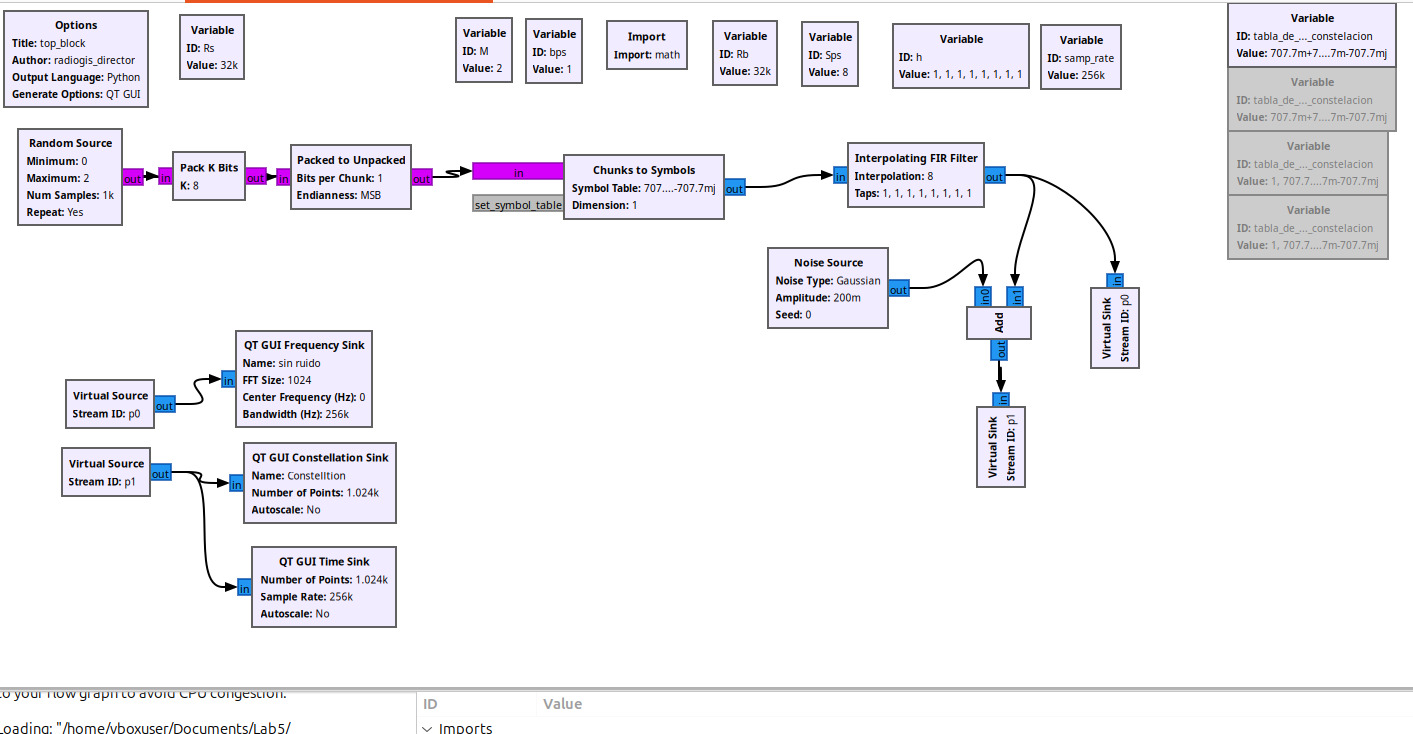 Options
Title: top_block
Author: radiogis_director
Output Language: Python
Generate Options: QT GUI
Variable
ID: Rs
Value: 32k
Variable
ID: M
Value: 2
Variable
ID: bps
Value: 1
Import
Import: math
Variable
ID: Rb
Value: 32k
Variable
ID: Sps
Value: 8
Variable
ID: h
Value: 1, 1, 1, 1, 1, 1, 1, 1
Variable
ID: samp_rate
Value: 256k
Variable
ID: tabla_de_..._constelacion
Value: 707.7m+7....7m-707.7mj
Variable
ID: tabla_de_..._constelacion
Value: 707.7m+7....7m-707.7mj
Variable
ID: tabla_de_..._constelacion
Value: 1, 707.7...7m-707.7mj
Variable
ID: tabla_de_..._constelacion
Value: 1, 707.7...7m-707.7mj
Random Source
Minimum: 0
Maximum: 2
Num Samples: 1k
Repeat: Yes
out
in
Pack K Bits
K: 8
out
in
Packed to Unpacked
Bits per Chunk: 1
Endianness: MSB
out
in
set_symbol_table
Chunks to Symbols
Symbol Table: 707....-707.7mj
Dimension: 1
out
in
Interpolating FIR Filter
Interpolation: 8
Taps: 1, 1, 1, 1, 1, 1, 1, 1
out
Noise Source
Noise Type: Gaussian
Amplitude: 200m
Seed: 0
out
in0
in1
Add
out
in
Virtual Sink
Stream ID: p1
in
Virtual Sink
Stream ID: p0
Virtual Source
Stream ID: p0
out
in
QT GUI Frequency Sink
Name: sin ruido
FFT Size: 1024
Center Frequency (Hz): 0
Bandwidth (Hz): 256k
Virtual Source
Stream ID: p1
out
in
QT GUI Constellation Sink
Name: Constelltion
Number of Points: 1.024k
Autoscale: No
in
QT GUI Time Sink
Number of Points: 1.024k
Sample Rate: 256k
Autoscale: No
to your flow graph to avoid CPU congestion.
Loading: "/home/vboxuser/Documents/Lab5/
ID
Value
Imports